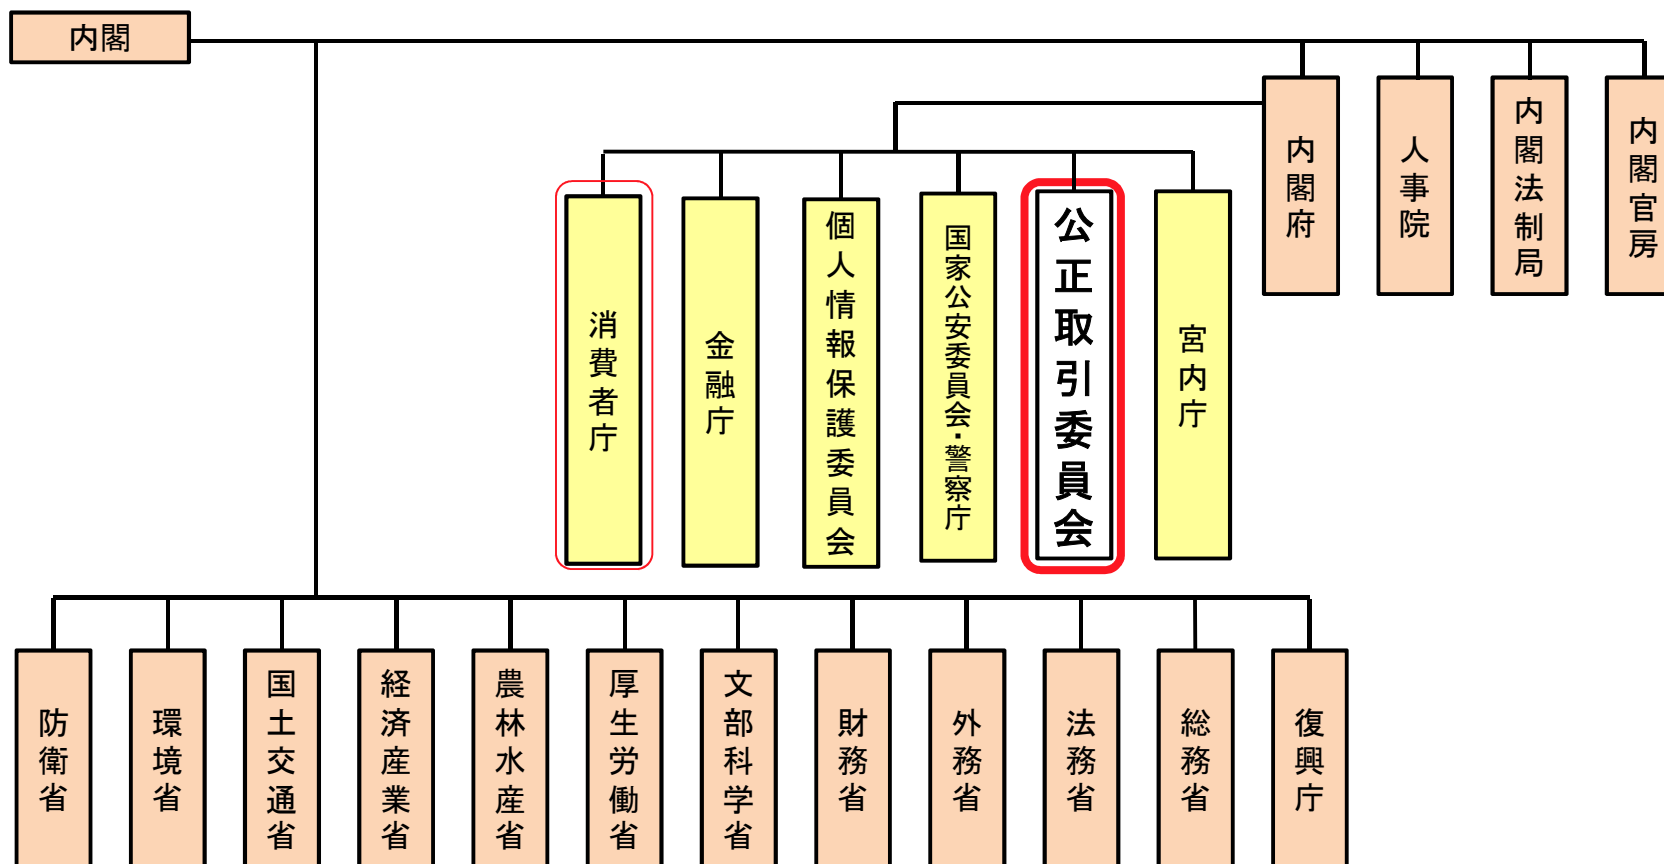 内閣
内閣官房
内閣法制局
人事院
内閣府
宮内庁
公正取引委員会
国家公安委員会・警察庁
個人情報保護委員会
金融庁
消費者庁
復興庁
総務省
法務省
外務省
財務省
文部科学省
厚生労働省
農林水産省
経済産業省
国土交通省
環境省
防衛省